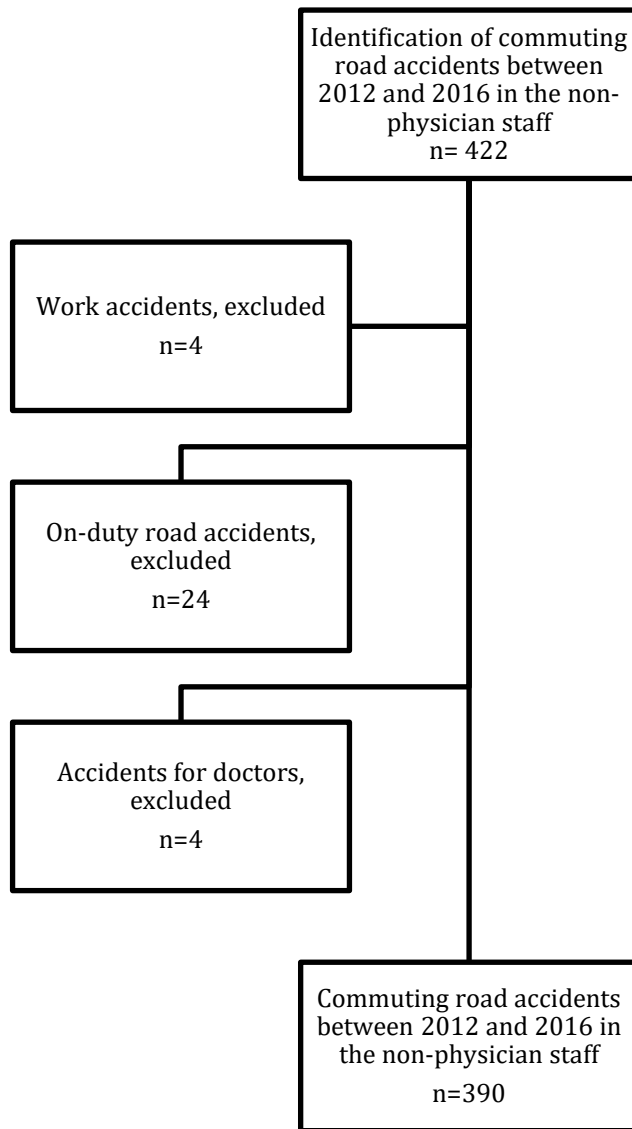 Identification of commuting
road accidents between
2012 and 2016 in the non-
physician staff
n= 422
Work accidents, excluded
n=4
On-duty road accidents,
excluded
n=24
Accidents for doctors,
excluded
n=4
Commuting road accidents
between 2012 and 2016 in
the non-physician staff
n=390